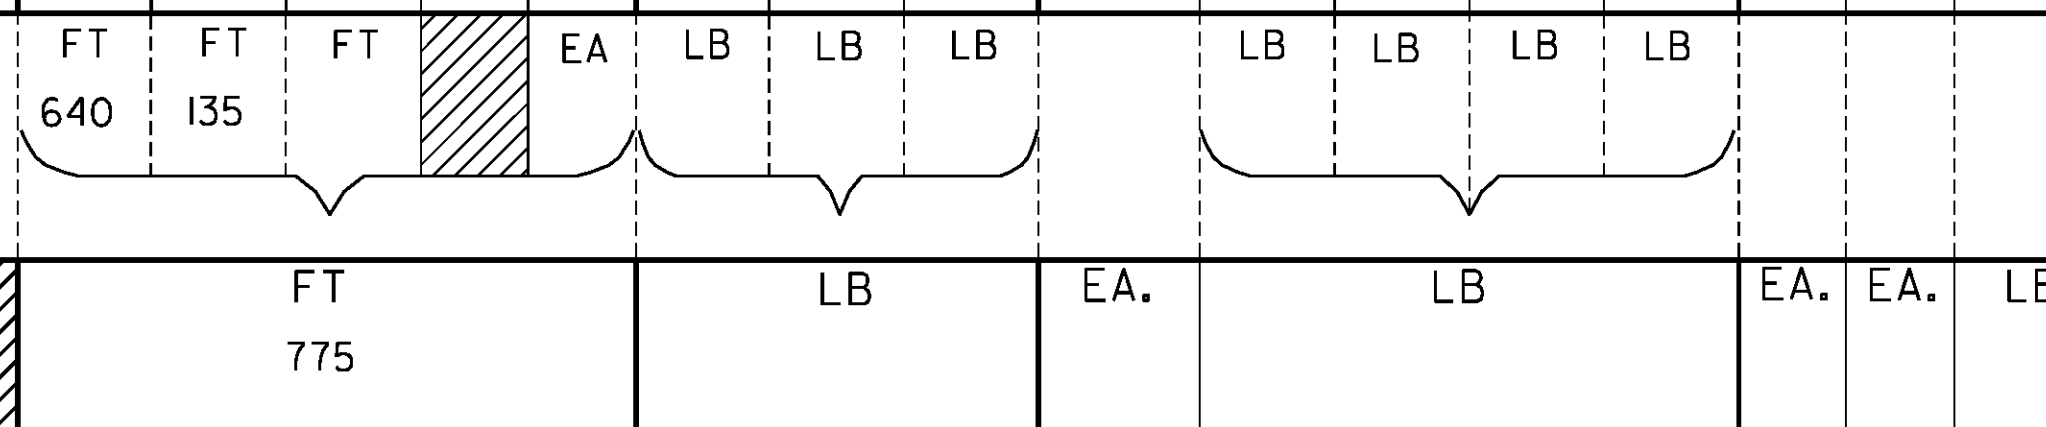 FT FT FT EA LB LB LB LB LB LB LB
640 135
FT LB EA. LB EA. EA. LB
775